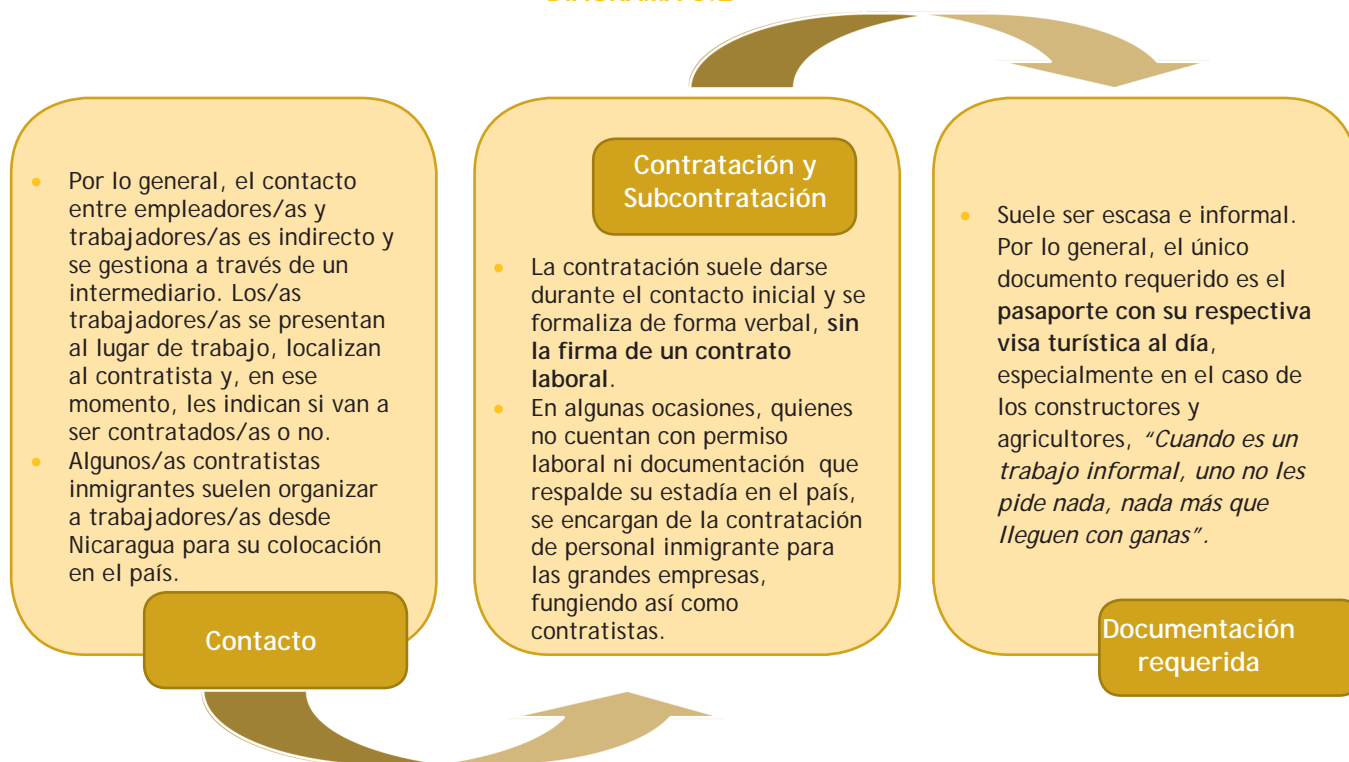 • Por lo general, el contacto
entre empleadores/as y
trabajadores/as es indirecto y
se gestiona a través de un
intermediario. Los/as
trabajadores/as se presentan
al lugar de trabajo, localizan
al contratista y, en ese
momento, les indican si van a
ser contratados/as o no.
• Algunos/as contratistas
inmigrantes suelen organizar
a trabajadores/as desde
Nicaragua para su colocación
en el país.
Contacto
Contratación y
Subcontratación
• La contratación suele darse
durante el contacto inicial y se
formaliza de forma verbal, sin
la firma de un contrato
laboral.
• En algunas ocasiones, quienes
no cuentan con permiso
laboral ni documentación que
respalde su estadía en el país,
se encargan de la contratación
de personal inmigrante para
las grandes empresas,
fungiendo así como
contratistas.
• Suele ser escasa e informal.
Por lo general, el único
documento requerido es el
pasaporte con su respectiva
visa turística al día,
especialmente en el caso de
los constructores y
agricultores, “Cuando es un
trabajo informal, uno no les
pide nada, nada más que
lleguen con ganas”.
Documentación
requerida